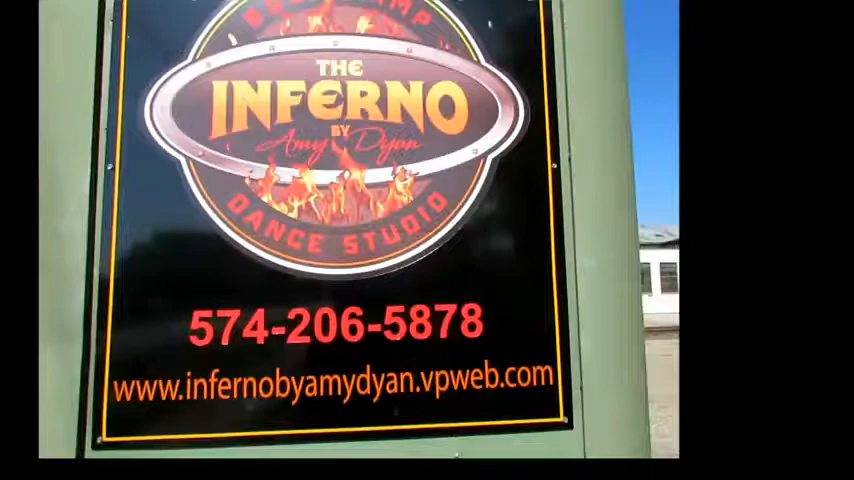 THE
INFERNO
BY
Amy Dyan
DANCE STUDIO
574-206-5878
www.infernobyamydyan.vpweb.com